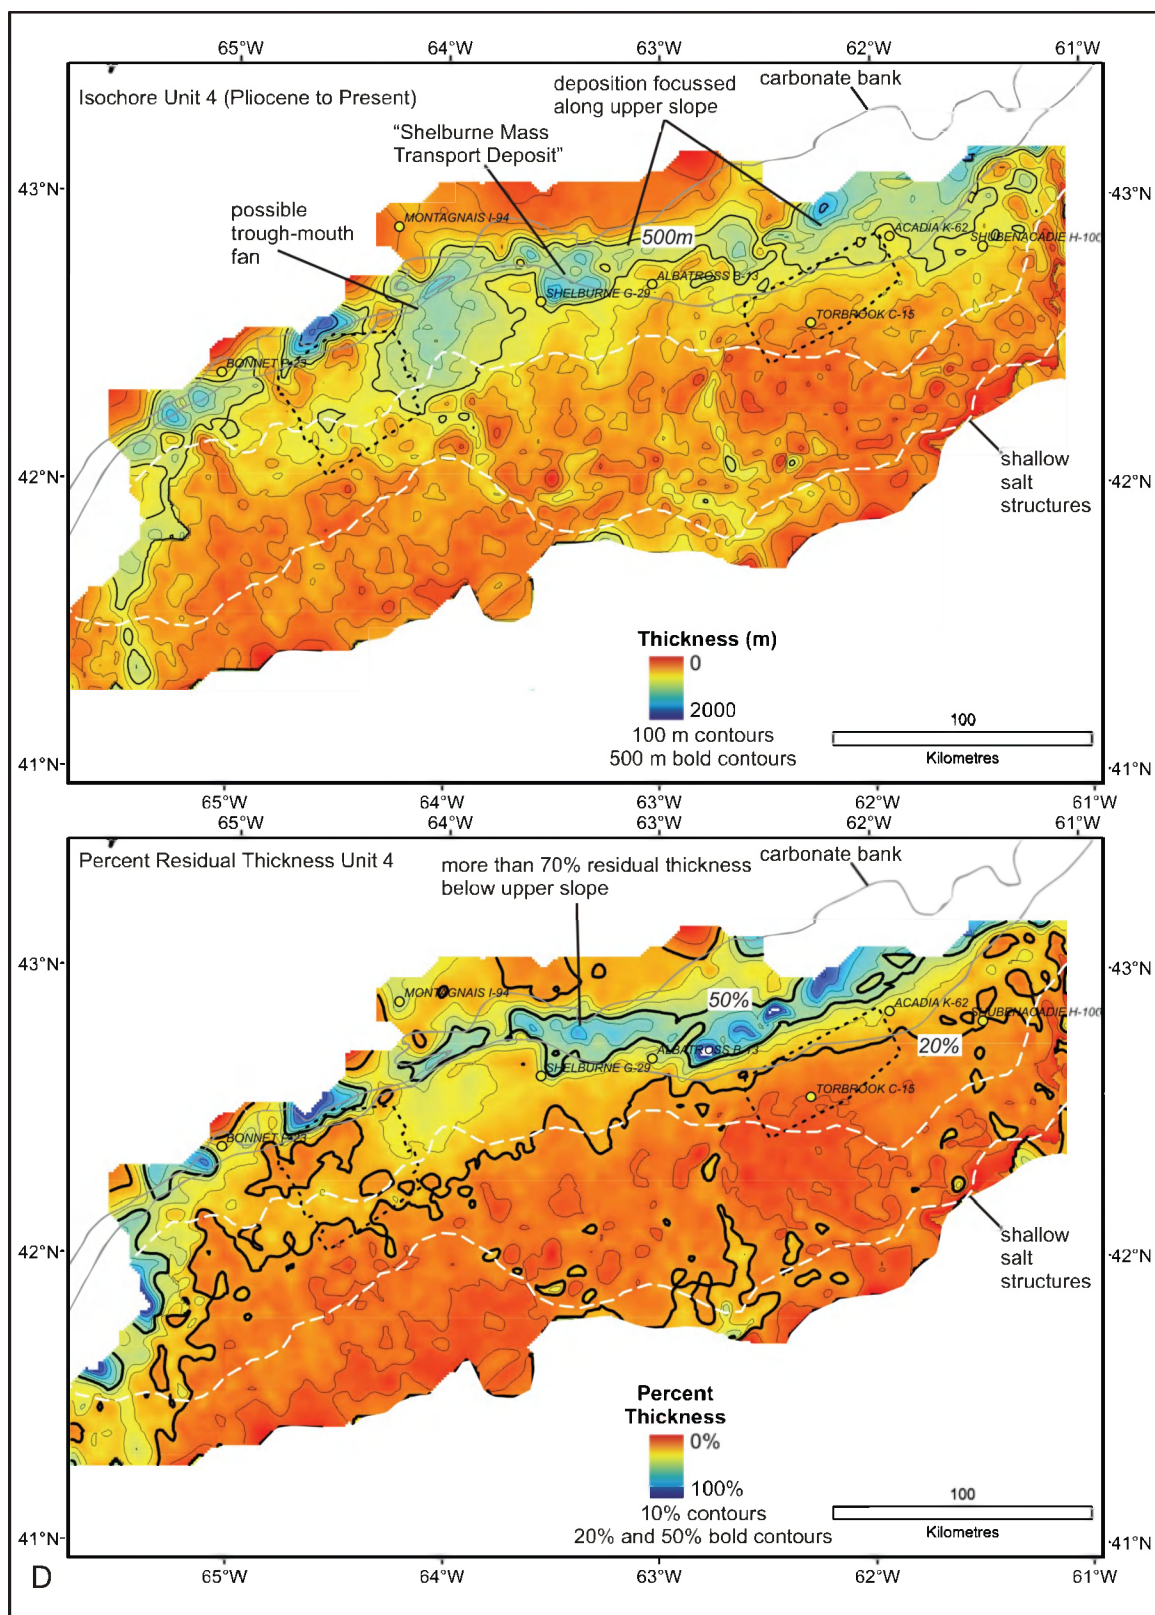 65°W 64°W 63°W 62°W 61°W
Isochore Unit 4 (Pliocene to Present)
deposition focussed
along upper slope
carbonate bank
"Shelburne Mass
Transport Deposit"
possible
trough-mouth
fan
43°N
43°N
MONTAGNAIS I-94
500m
ACADIA K-62
SHUBENACADIE H-100
ALBATROSS B-13
SHELBURNE G-29
TORBROOK C-15
BONNET P-23
shallow
salt
structures
42°N
42°N
Thickness (m)
0
2000
100 m contours
500 m bold contours
100
Kilometres
41°N
41°N
65°W 64°W 63°W 62°W 61°W
65°W 64°W 63°W 62°W 61°W
Percent Residual Thickness Unit 4
more than 70% residual thickness
below upper slope
carbonate bank
43°N
43°N
MONTAGNAIS I-94
50%
ACADIA K-62
SHUBENACADIE H-100
20%
ALBATROSS B-13
SHELBURNE G-29
TORBROOK C-15
BONNET P-23
shallow
salt
structures
42°N
42°N
Percent
Thickness
0%
100%
10% contours
20% and 50% bold contours
100
Kilometres
41°N
41°N
65°W 64°W 63°W 62°W 61°W
D